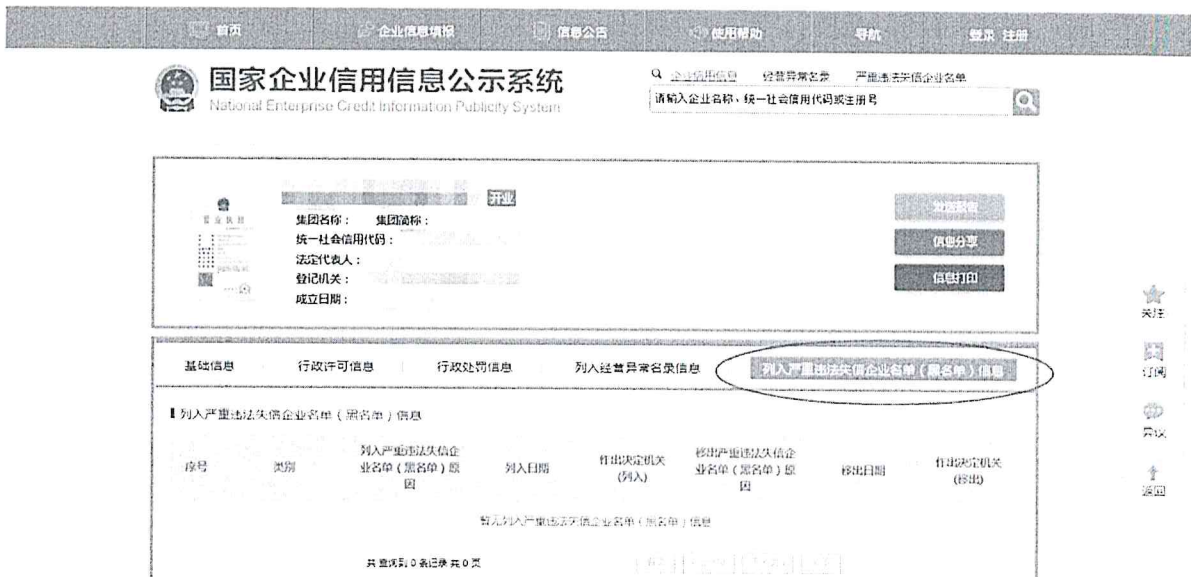 首页 企业信息填报 信息公告 使用帮助 导航 登录 注册
国家企业信用信息公示系统
National Enterprise Credit Information Publicity System
企业信用信息 经营异常名录 严重违法失信企业名单
请输入企业名称、统一社会信用代码或注册号
开业
营业执照
集团名称: 集团简称:
统一社会信用代码:
法定代表人:
登记机关:
成立日期:
发送报告
信息分享
信息打印
关注
订阅
异议
返回
基础信息 行政许可信息 行政处罚信息 列入经营异常名录信息 列入严重违法失信企业名单(黑名单)信息
列入严重违法失信企业名单(黑名单)信息
序号 类别 列入严重违法失信企业名单(黑名单)原因 列入日期 作出决定机关(列入) 移出严重违法失信企业名单(黑名单)原因 移出日期 作出决定机关(移出)
暂无列入严重违法失信企业名单(黑名单)信息
共查询到 0 条记录 共 0 页